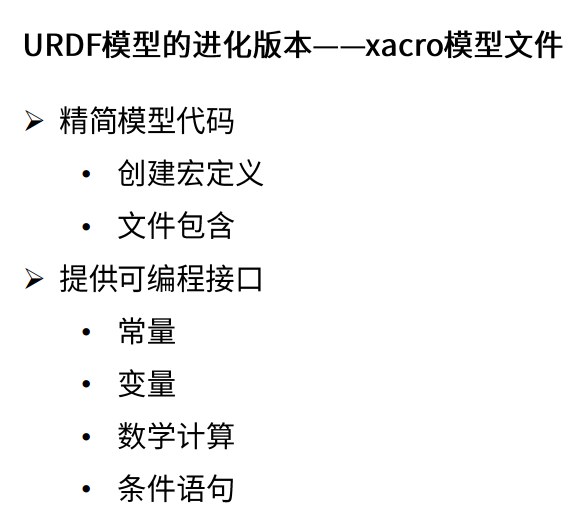 URDF模型的进化版本——xacro模型文件
➢ 精简模型代码
• 创建宏定义
• 文件包含
➢ 提供可编程接口
• 常量
• 变量
• 数学计算
• 条件语句